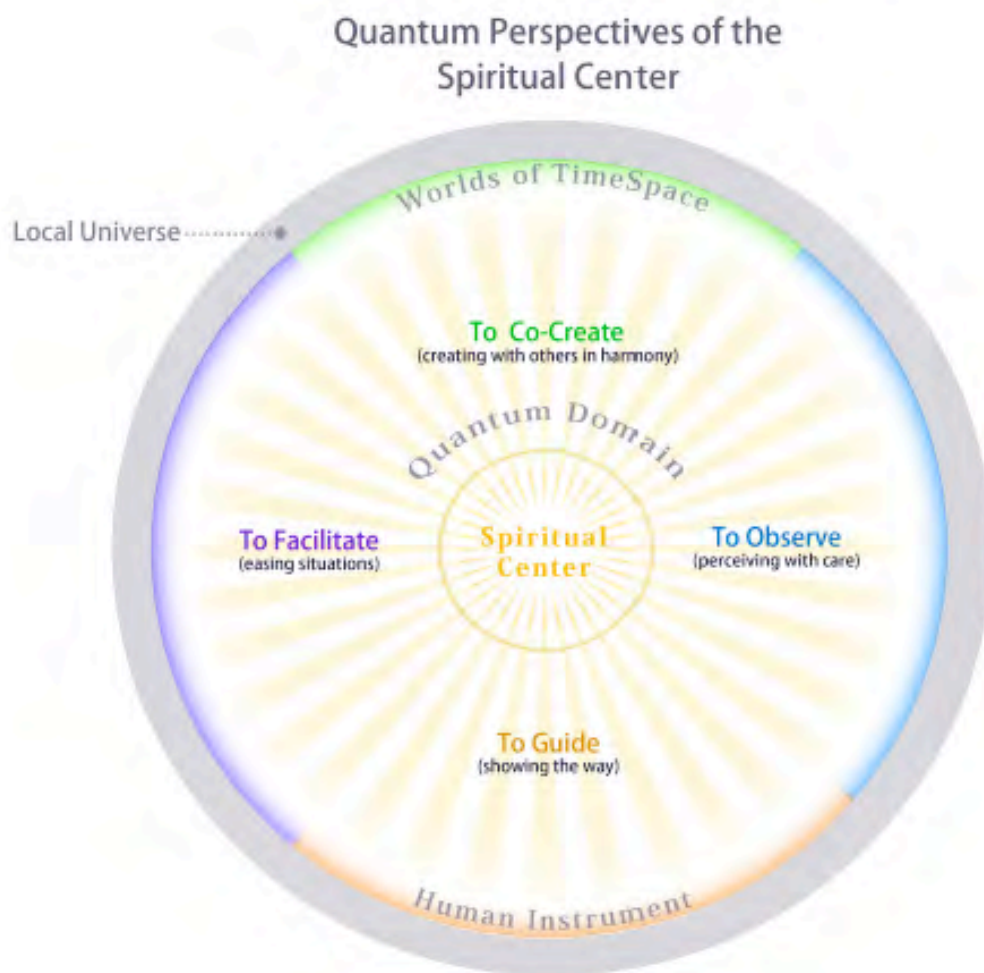 Quantum Perspectives of the
Spiritual Center
Worlds of TimeSpace
Local Universe
To Co-Create
(creating with others in harmony)
Quantum Domain
To Facilitate
(easing situations)
Spiritual
Center
To Observe
(perceiving with care)
To Guide
(showing the way)
Human Instrument